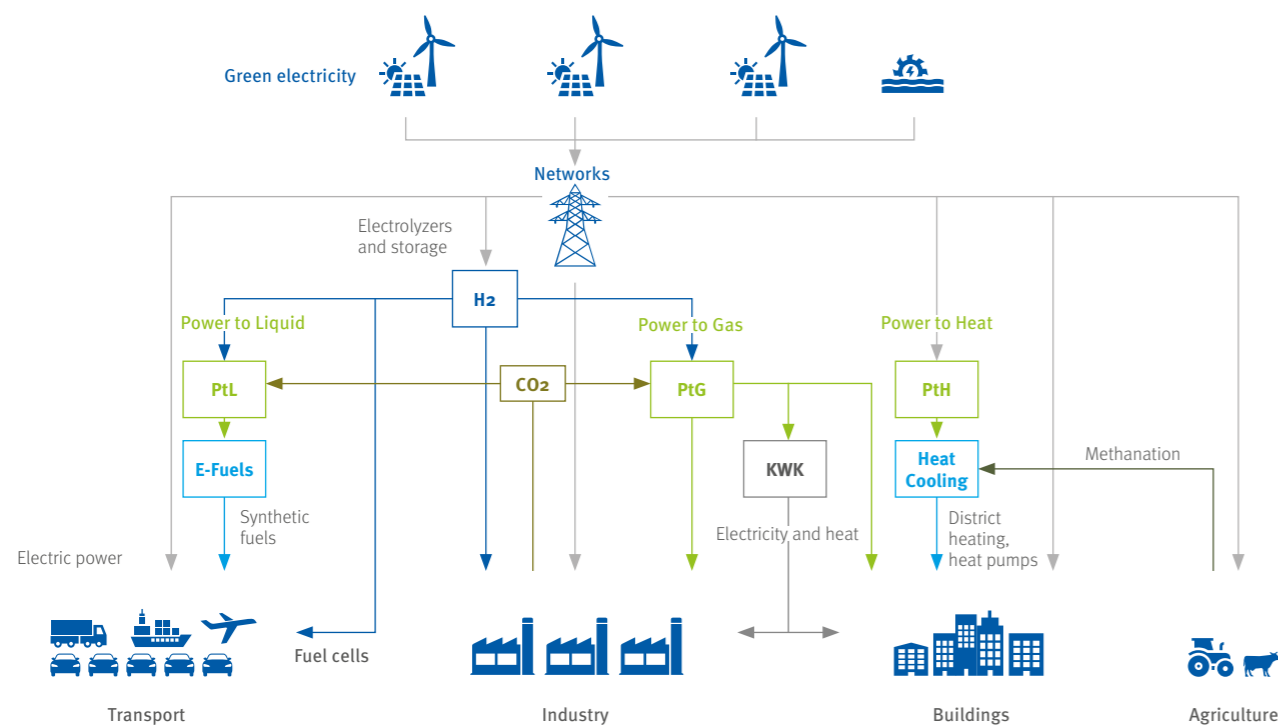 Green electricity
Networks
Electrolyzers
and storage
H2
Power to Liquid
Power to Gas
Power to Heat
PtL
CO2
PtG
PtH
E-Fuels
KWK
Heat
Cooling
Methanation
Synthetic
fuels
Electricity and heat
District
heating,
heat pumps
Electric power
Fuel cells
Transport
Industry
Buildings
Agriculture